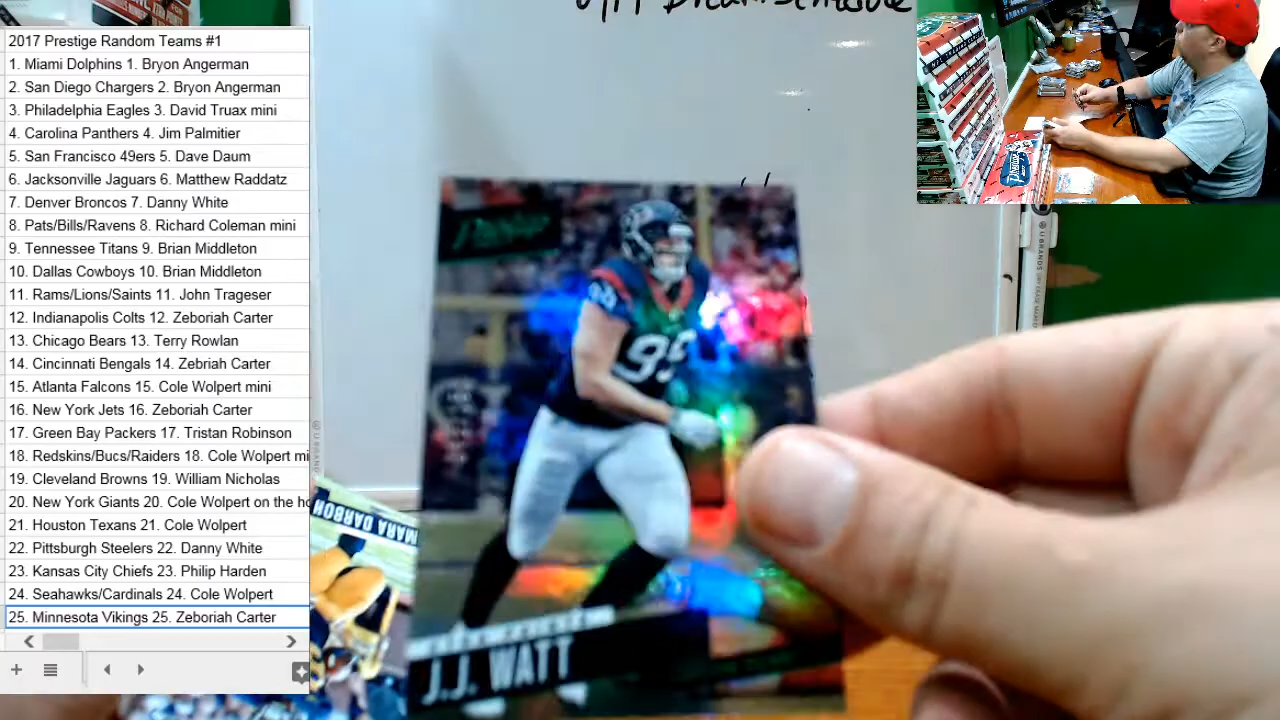 2017 Prestige Random Teams #1
1. Miami Dolphins 1. Bryon Angerman
2. San Diego Chargers 2. Bryon Angerman
3. Philadelphia Eagles 3. David Truax mini
4. Carolina Panthers 4. Jim Palmitier
5. San Francisco 49ers 5. Dave Daum
6. Jacksonville Jaguars 6. Matthew Raddatz
7. Denver Broncos 7. Danny White
8. Pats/Bills/Ravens 8. Richard Coleman mini
9. Tennessee Titans 9. Brian Middleton
10. Dallas Cowboys 10. Brian Middleton
11. Rams/Lions/Saints 11. John Trageser
12. Indianapolis Colts 12. Zeboriah Carter
13. Chicago Bears 13. Terry Rowlan
14. Cincinnati Bengals 14. Zebriah Carter
15. Atlanta Falcons 15. Cole Wolpert mini
16. New York Jets 16. Zeboriah Carter
17. Green Bay Packers 17. Tristan Robinson
18. Redskins/Bucs/Raiders 18. Cole Wolpert mi
19. Cleveland Browns 19. William Nicholas
20. New York Giants 20. Cole Wolpert on the ho
21. Houston Texans 21. Cole Wolpert
22. Pittsburgh Steelers 22. Danny White
23. Kansas City Chiefs 23. Philip Harden
24. Seahawks/Cardinals 24. Cole Wolpert
25. Minnesota Vikings 25. Zeboriah Carter
Prestige
99
J.J. WATT
MARA DARBOH
U BRANDS